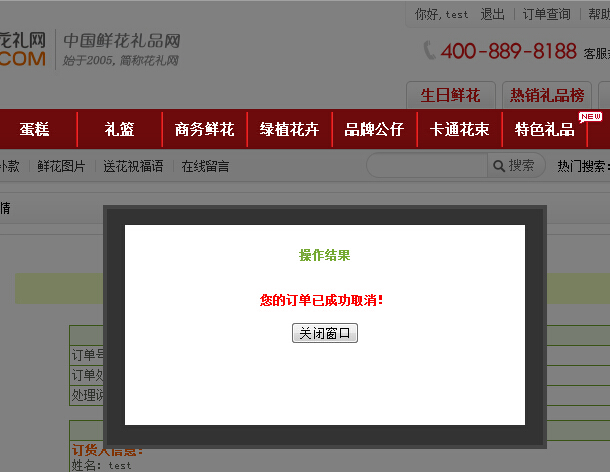 你好,test 退出 订单查询 帮助
花礼网 中国鲜花礼品网
COM 始于2005, 简称花礼网
400-889-8188
生日鲜花 热销礼品榜
蛋糕 礼篮 商务鲜花 绿植花卉 品牌公仔 卡通花束 特色礼品 NEW
补款 鲜花图片 送花祝福语 在线留言 搜索 热门搜索:
情
操作结果
您的订单已成功取消!
关闭窗口
订单号
订单处
处理说
订货人信息:
姓名: test